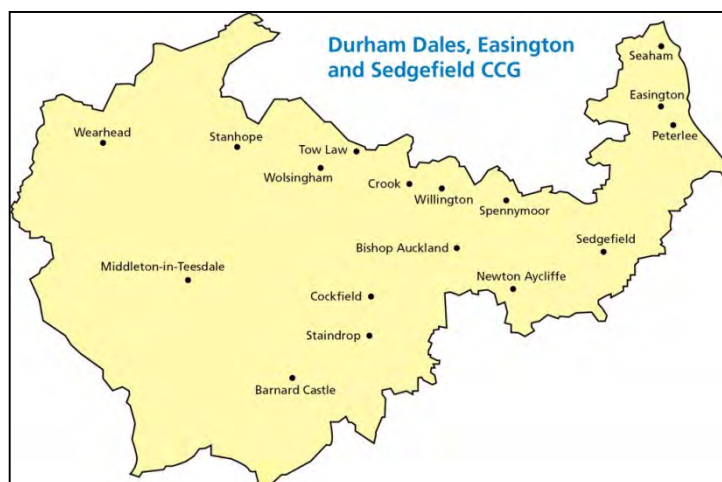 Durham Dales, Easington
and Sedgefield CCG
Seaham
Easington
Peterlee
Wearhead
Stanhope
Tow Law
Wolsingham
Crook
Willington
Spennymoor
Bishop Auckland
Sedgefield
Middleton-in-Teesdale
Newton Aycliffe
Cockfield
Staindrop
Barnard Castle